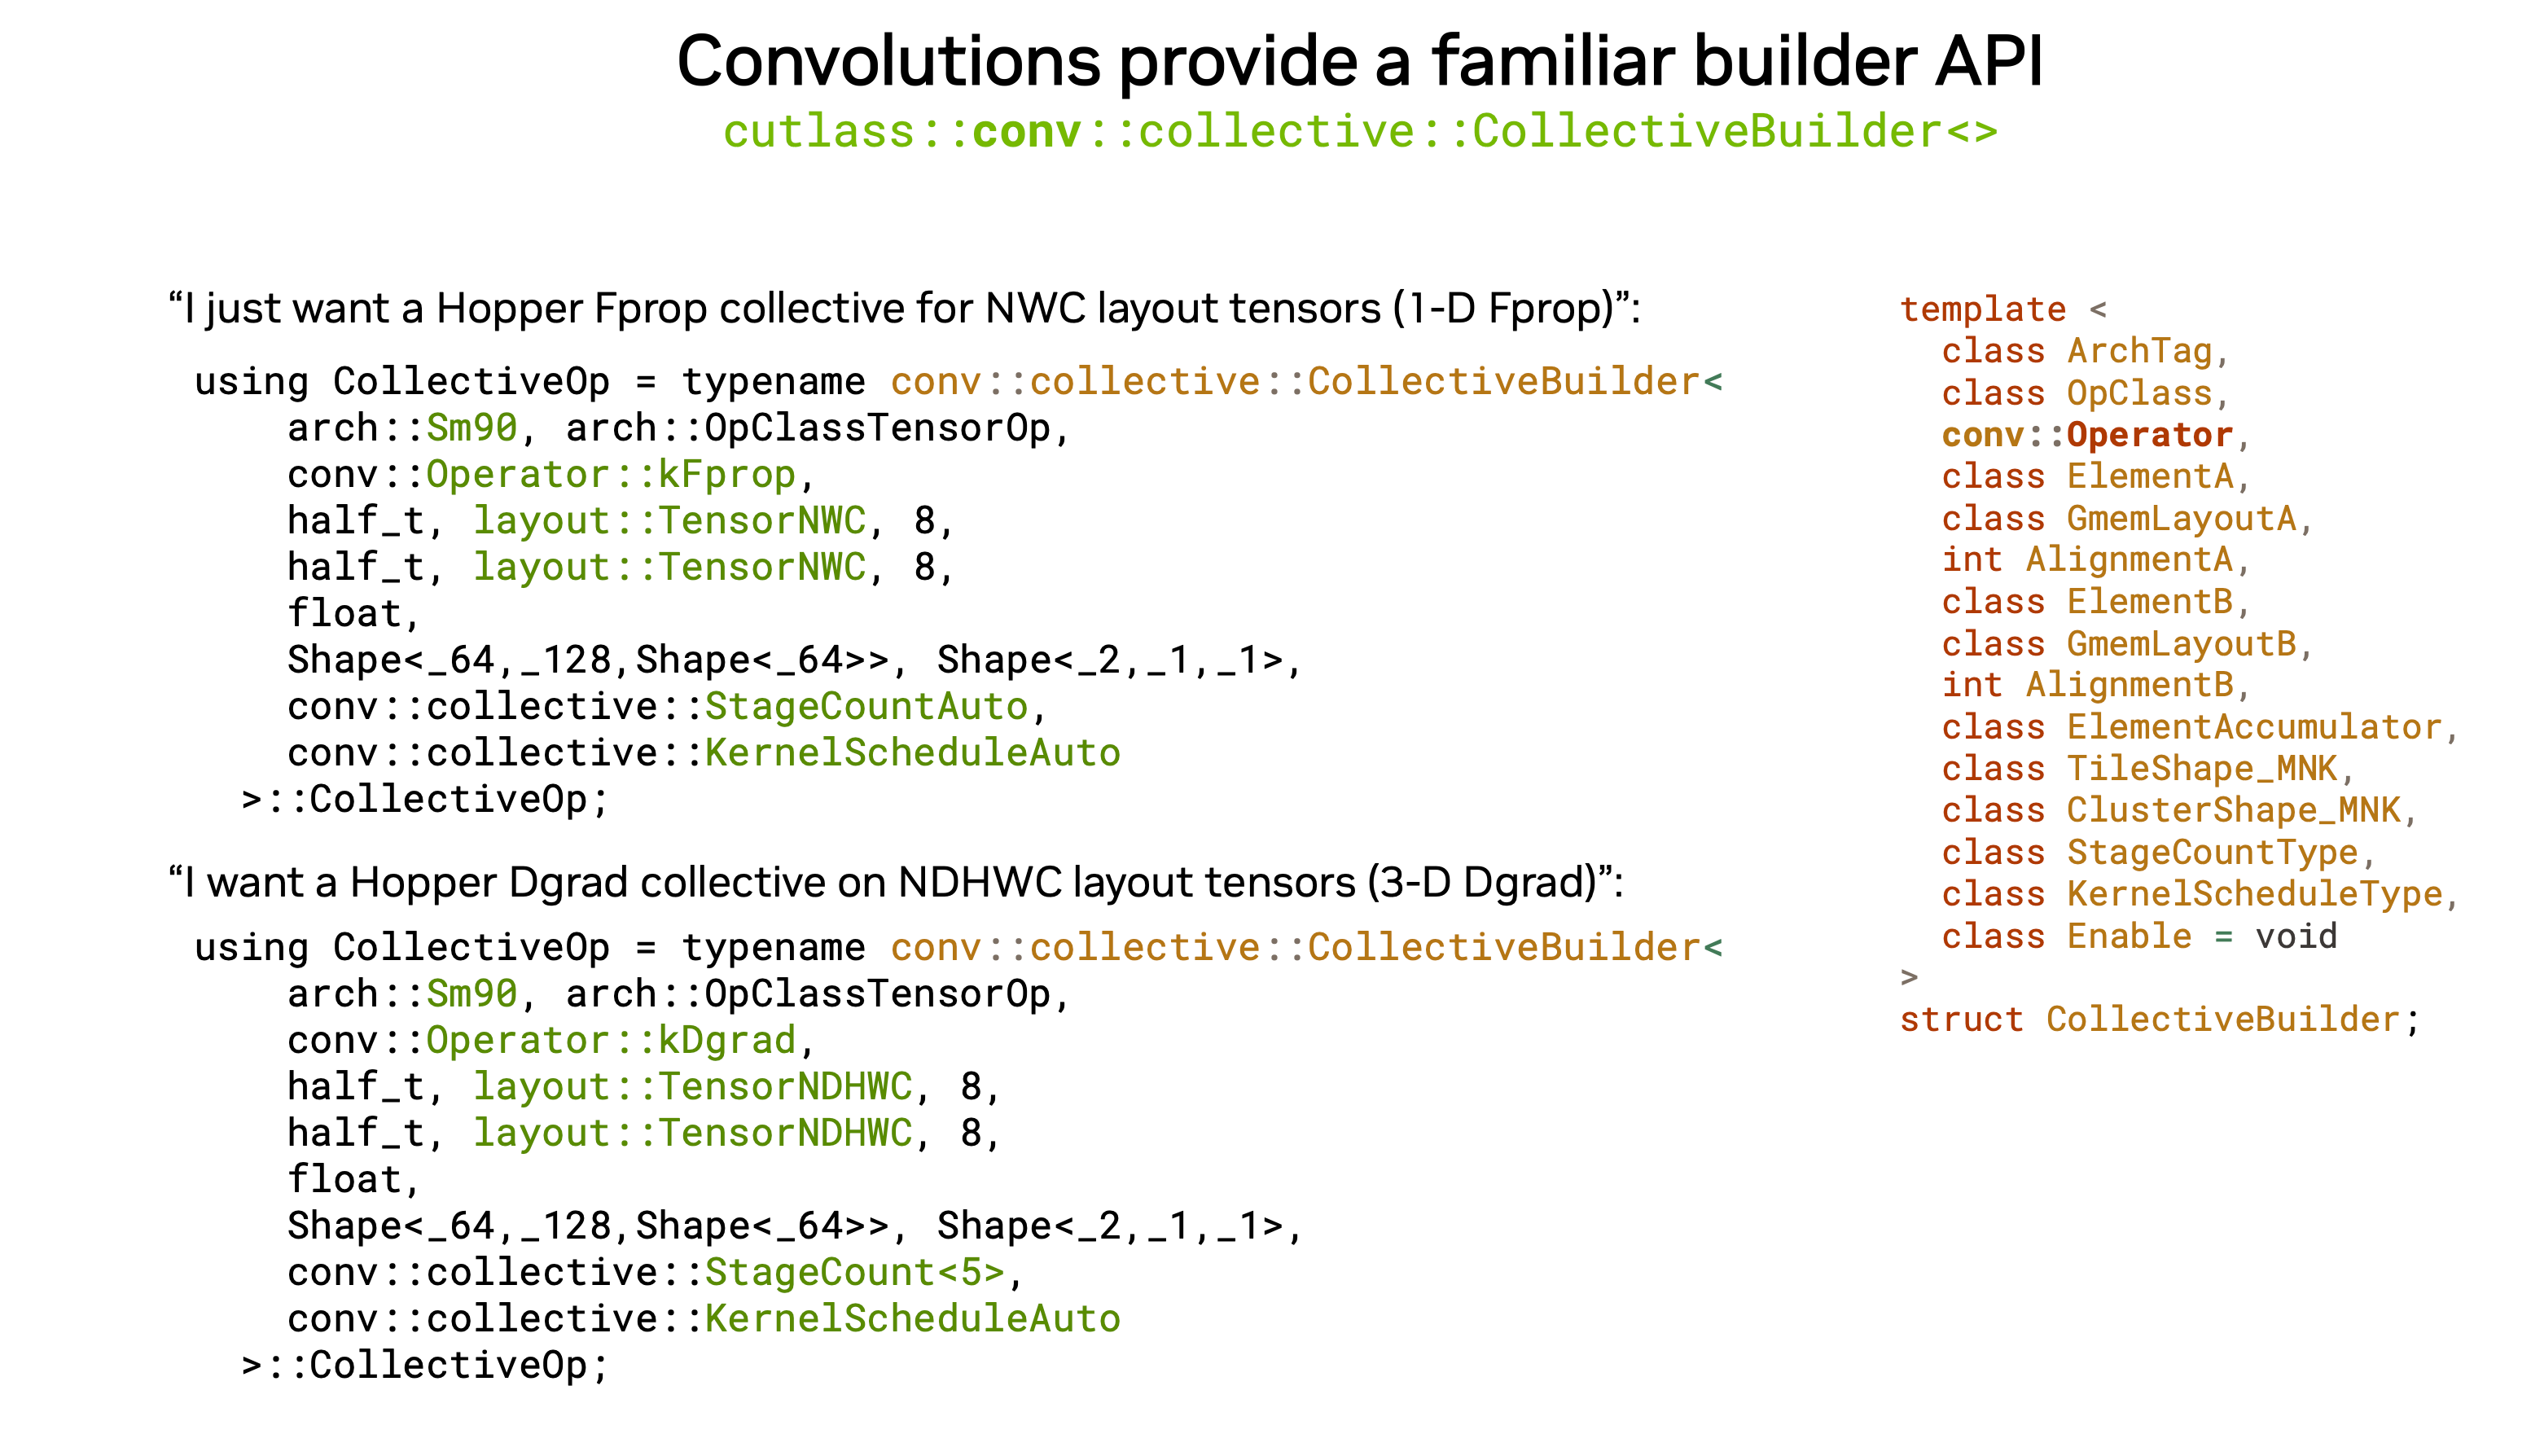 Convolutions provide a familiar builder API
cutlass::conv::collective::CollectiveBuilder<>
“I just want a Hopper Fprop collective for NWC layout tensors (1-D Fprop)”:
using CollectiveOp = typename conv::collective::CollectiveBuilder<
arch::Sm90, arch::OpClassTensorOp,
conv::Operator::kFprop,
half_t, layout::TensorNWC, 8,
half_t, layout::TensorNWC, 8,
float,
Shape<_64,_128,Shape<_64>>, Shape<_2,_1,_1>,
conv::collective::StageCountAuto,
conv::collective::KernelScheduleAuto
>::CollectiveOp;
“I want a Hopper Dgrad collective on NDHWC layout tensors (3-D Dgrad)”:
using CollectiveOp = typename conv::collective::CollectiveBuilder<
arch::Sm90, arch::OpClassTensorOp,
conv::Operator::kDgrad,
half_t, layout::TensorNDHWC, 8,
half_t, layout::TensorNDHWC, 8,
float,
Shape<_64,_128,Shape<_64>>, Shape<_2,_1,_1>,
conv::collective::StageCount<5>,
conv::collective::KernelScheduleAuto
>::CollectiveOp;
template <
class ArchTag,
class OpClass,
conv::Operator,
class ElementA,
class GmemLayoutA,
int AlignmentA,
class ElementB,
class GmemLayoutB,
int AlignmentB,
class ElementAccumulator,
class TileShape_MNK,
class ClusterShape_MNK,
class StageCountType,
class KernelScheduleType,
class Enable = void
>
struct CollectiveBuilder;